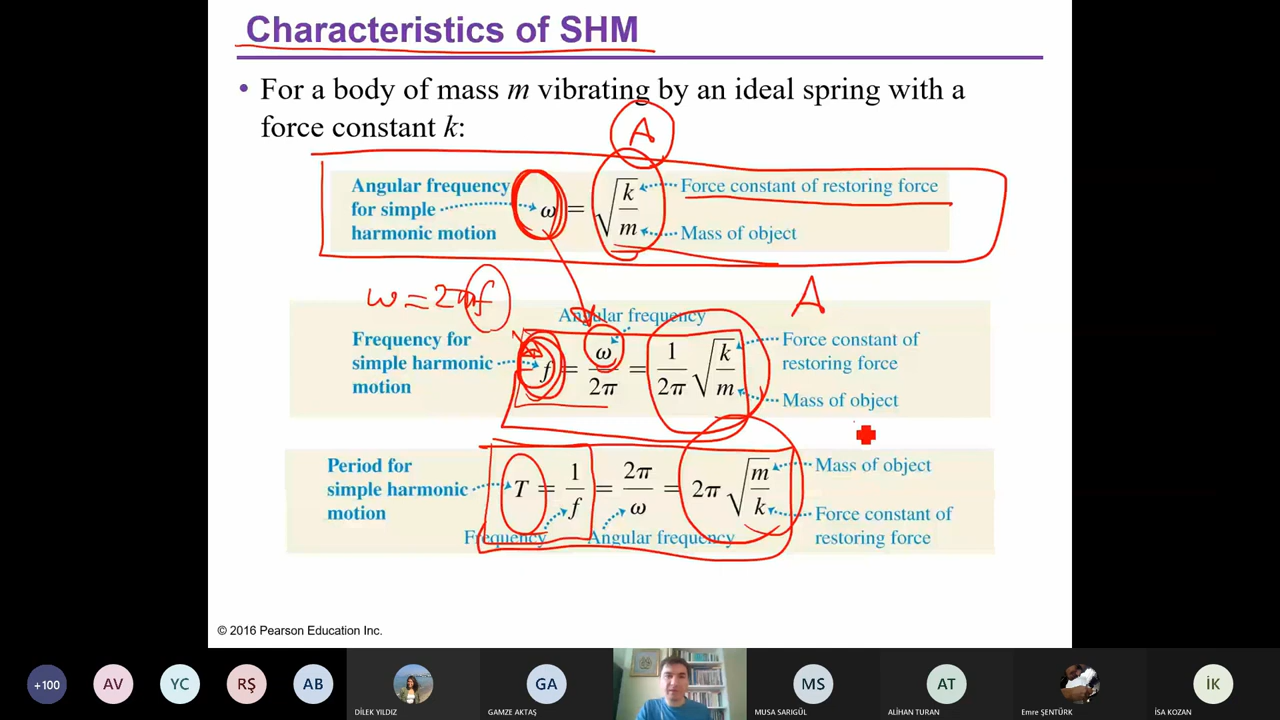 Characteristics of SHM
• For a body of mass m vibrating by an ideal spring with a
force constant k:
A
Angular frequency
for simple
harmonic motion
ω = √(k/m)
Force constant of restoring force
Mass of object
ω = 2πf
A
Angular frequency
Frequency for
simple harmonic
motion
f = ω/2π = 1/2π √(k/m)
Force constant of
restoring force
Mass of object
Period for
simple harmonic
motion
T = 1/f = 2π/ω = 2π √(m/k)
Mass of object
Force constant of
restoring force
Frequency
Angular frequency
© 2016 Pearson Education Inc.
+100
AV
YC
RŞ
AB
DİLEK YILDIZ
GA
GAMZE AKTAŞ
MS
MUSA SARIGÜL
AT
ALİHAN TURAN
Emre ŞENTÜRK
İK
İSA KOZAN